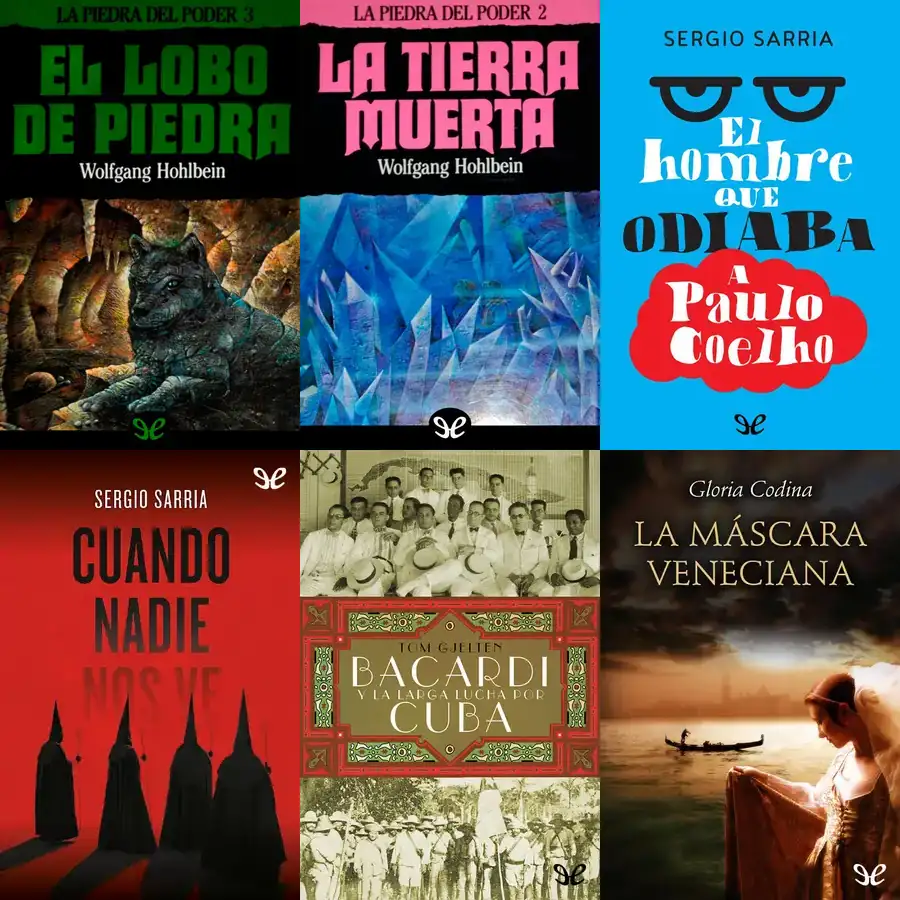 LA PIEDRA DEL PODER 3
EL LOBO
DE PIEDRA
Wolfgang Hohlbein
LA PIEDRA DEL PODER 2
LA TIERRA
MUERTA
Wolfgang Hohlbein
SERGIO SARRIA
El
hombre
QUE
ODIABA
A
Paulo
Coelho
SERGIO SARRIA
CUANDO
NADIE
NOS VE
TOM GJELTEN
BACARDI
Y LA LARGA LUCHA POR
CUBA
Gloria Codina
LA MÁSCARA
VENECIANA